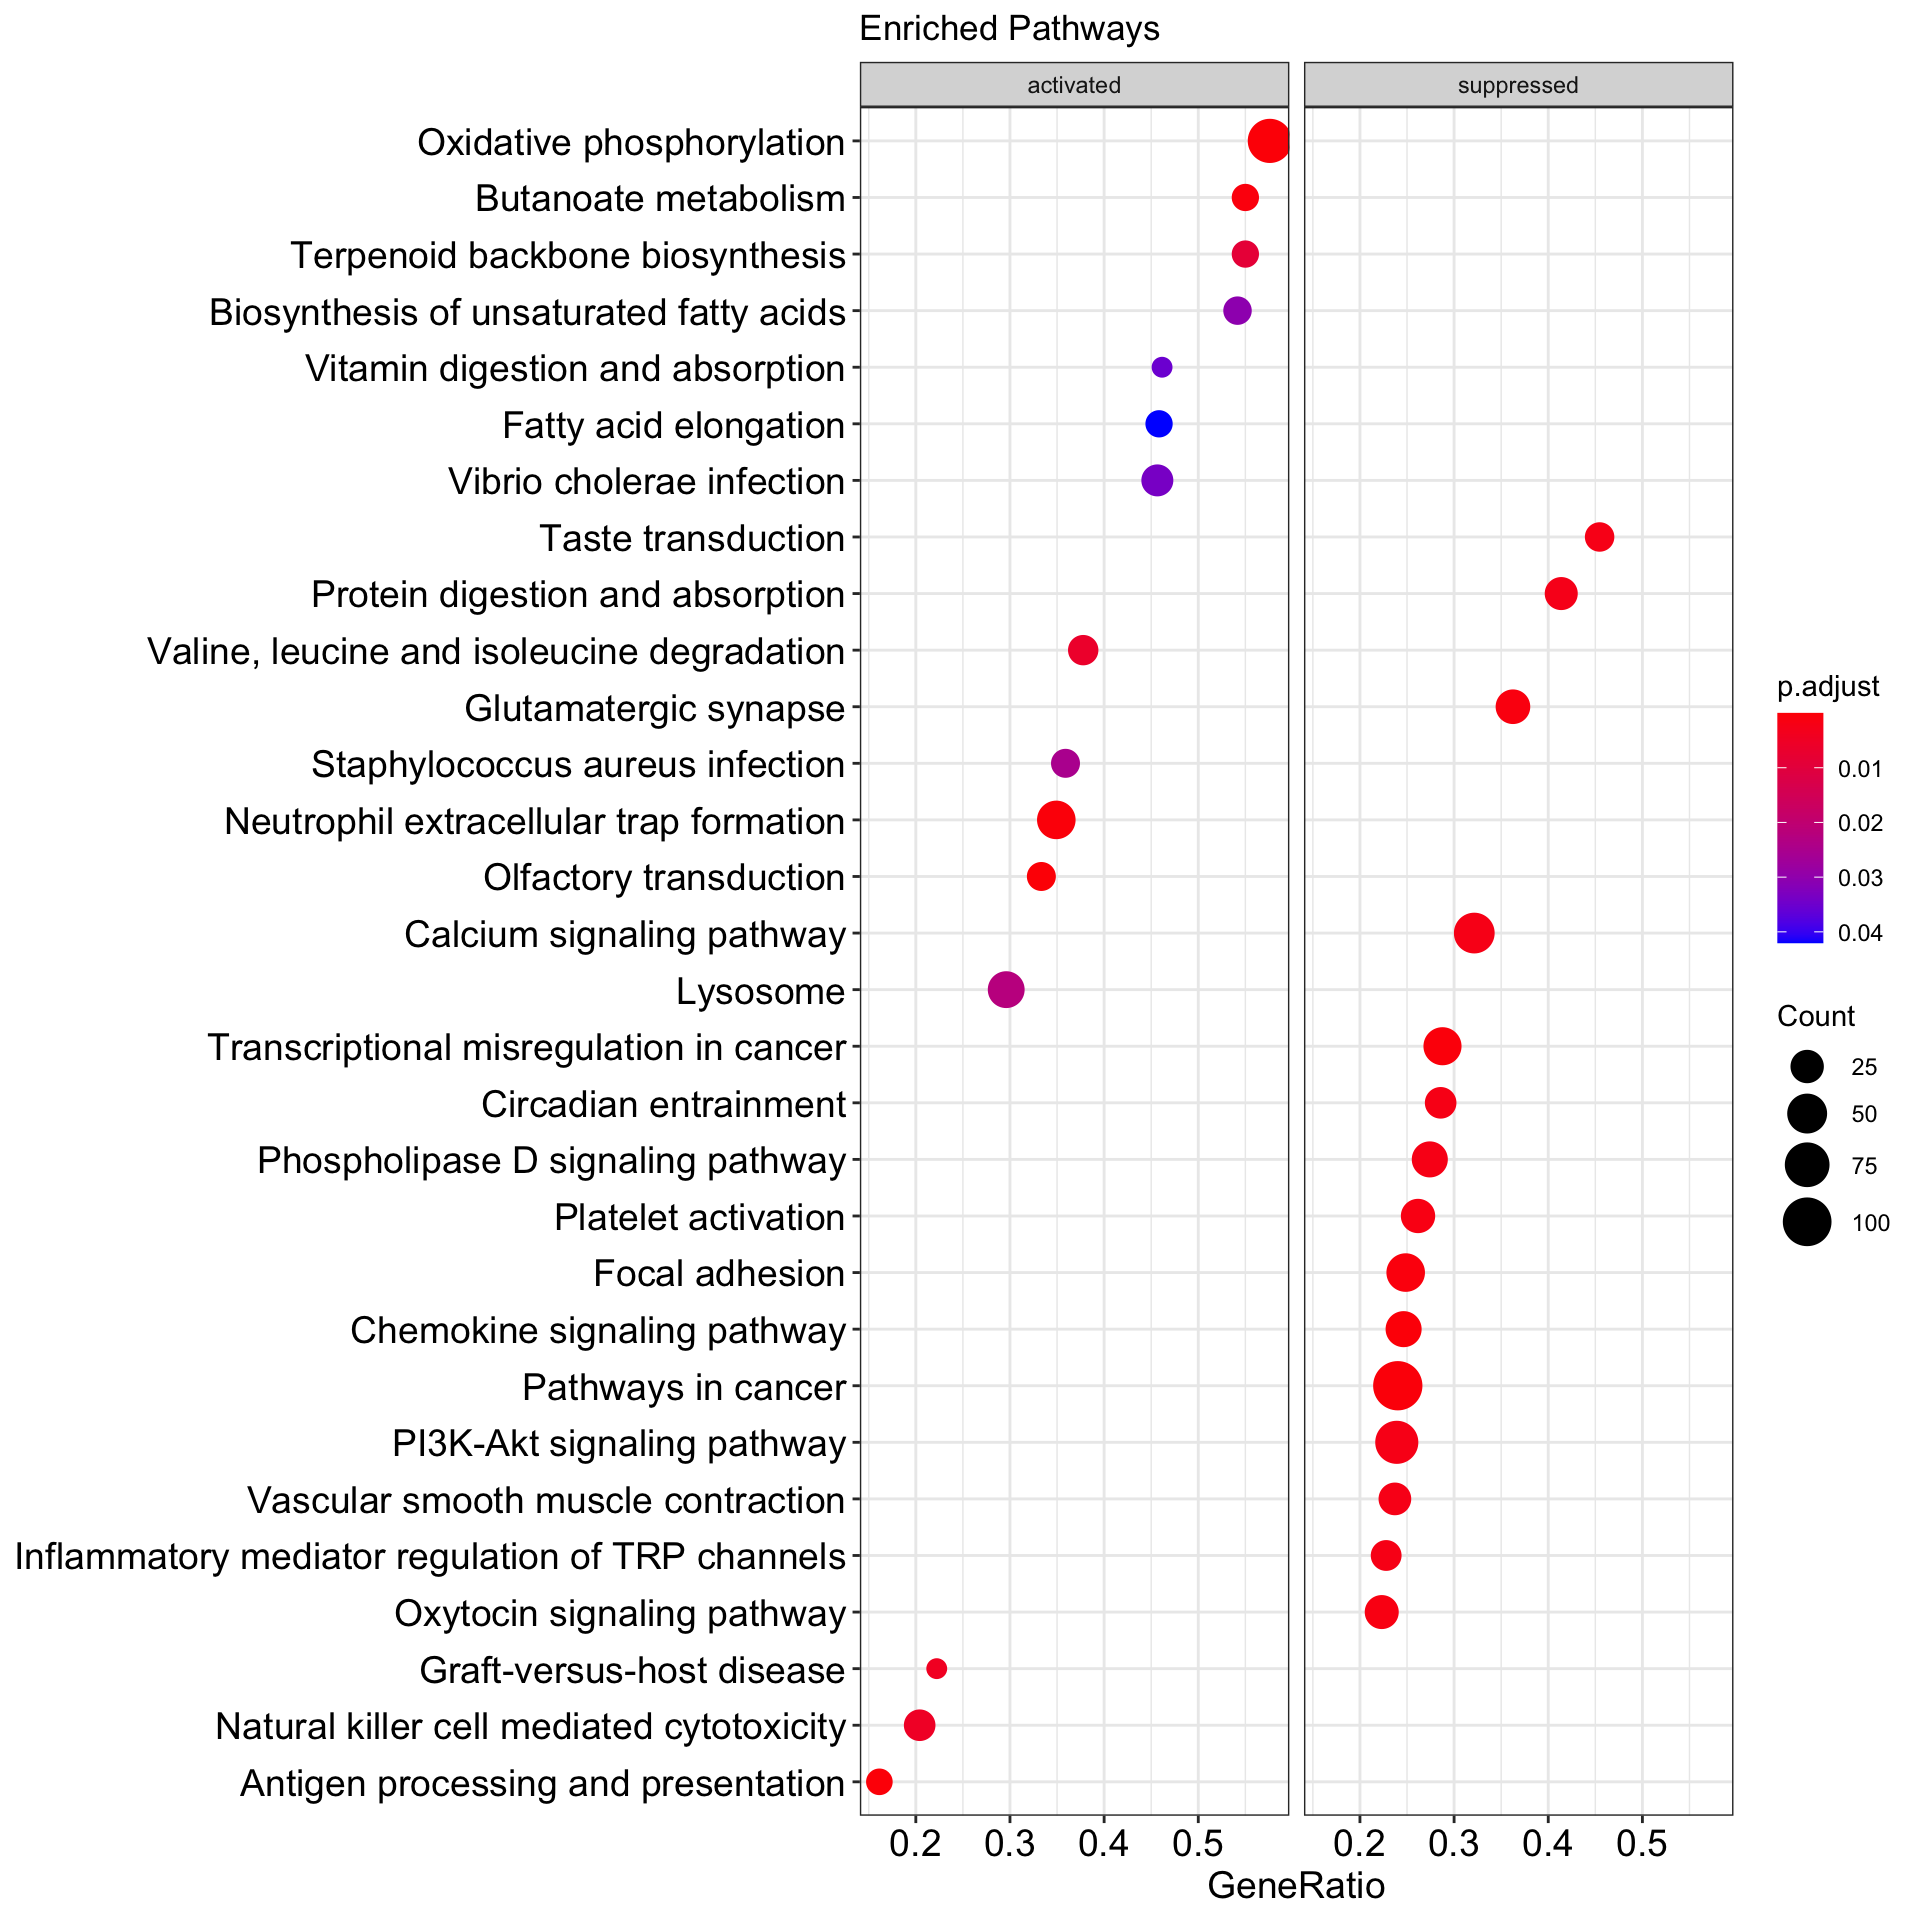 Enriched Pathways
activated
suppressed
Oxidative phosphorylation
Butanoate metabolism
Terpenoid backbone biosynthesis
Biosynthesis of unsaturated fatty acids
Vitamin digestion and absorption
Fatty acid elongation
Vibrio cholerae infection
Taste transduction
Protein digestion and absorption
Valine, leucine and isoleucine degradation
Glutamatergic synapse
Staphylococcus aureus infection
Neutrophil extracellular trap formation
Olfactory transduction
Calcium signaling pathway
Lysosome
Transcriptional misregulation in cancer
Circadian entrainment
Phospholipase D signaling pathway
Platelet activation
Focal adhesion
Chemokine signaling pathway
Pathways in cancer
PI3K-Akt signaling pathway
Vascular smooth muscle contraction
Inflammatory mediator regulation of TRP channels
Oxytocin signaling pathway
Graft-versus-host disease
Natural killer cell mediated cytotoxicity
Antigen processing and presentation
0.2 0.3 0.4 0.5
0.2 0.3 0.4 0.5
GeneRatio
p.adjust
0.01
0.02
0.03
0.04
Count
25
50
75
100